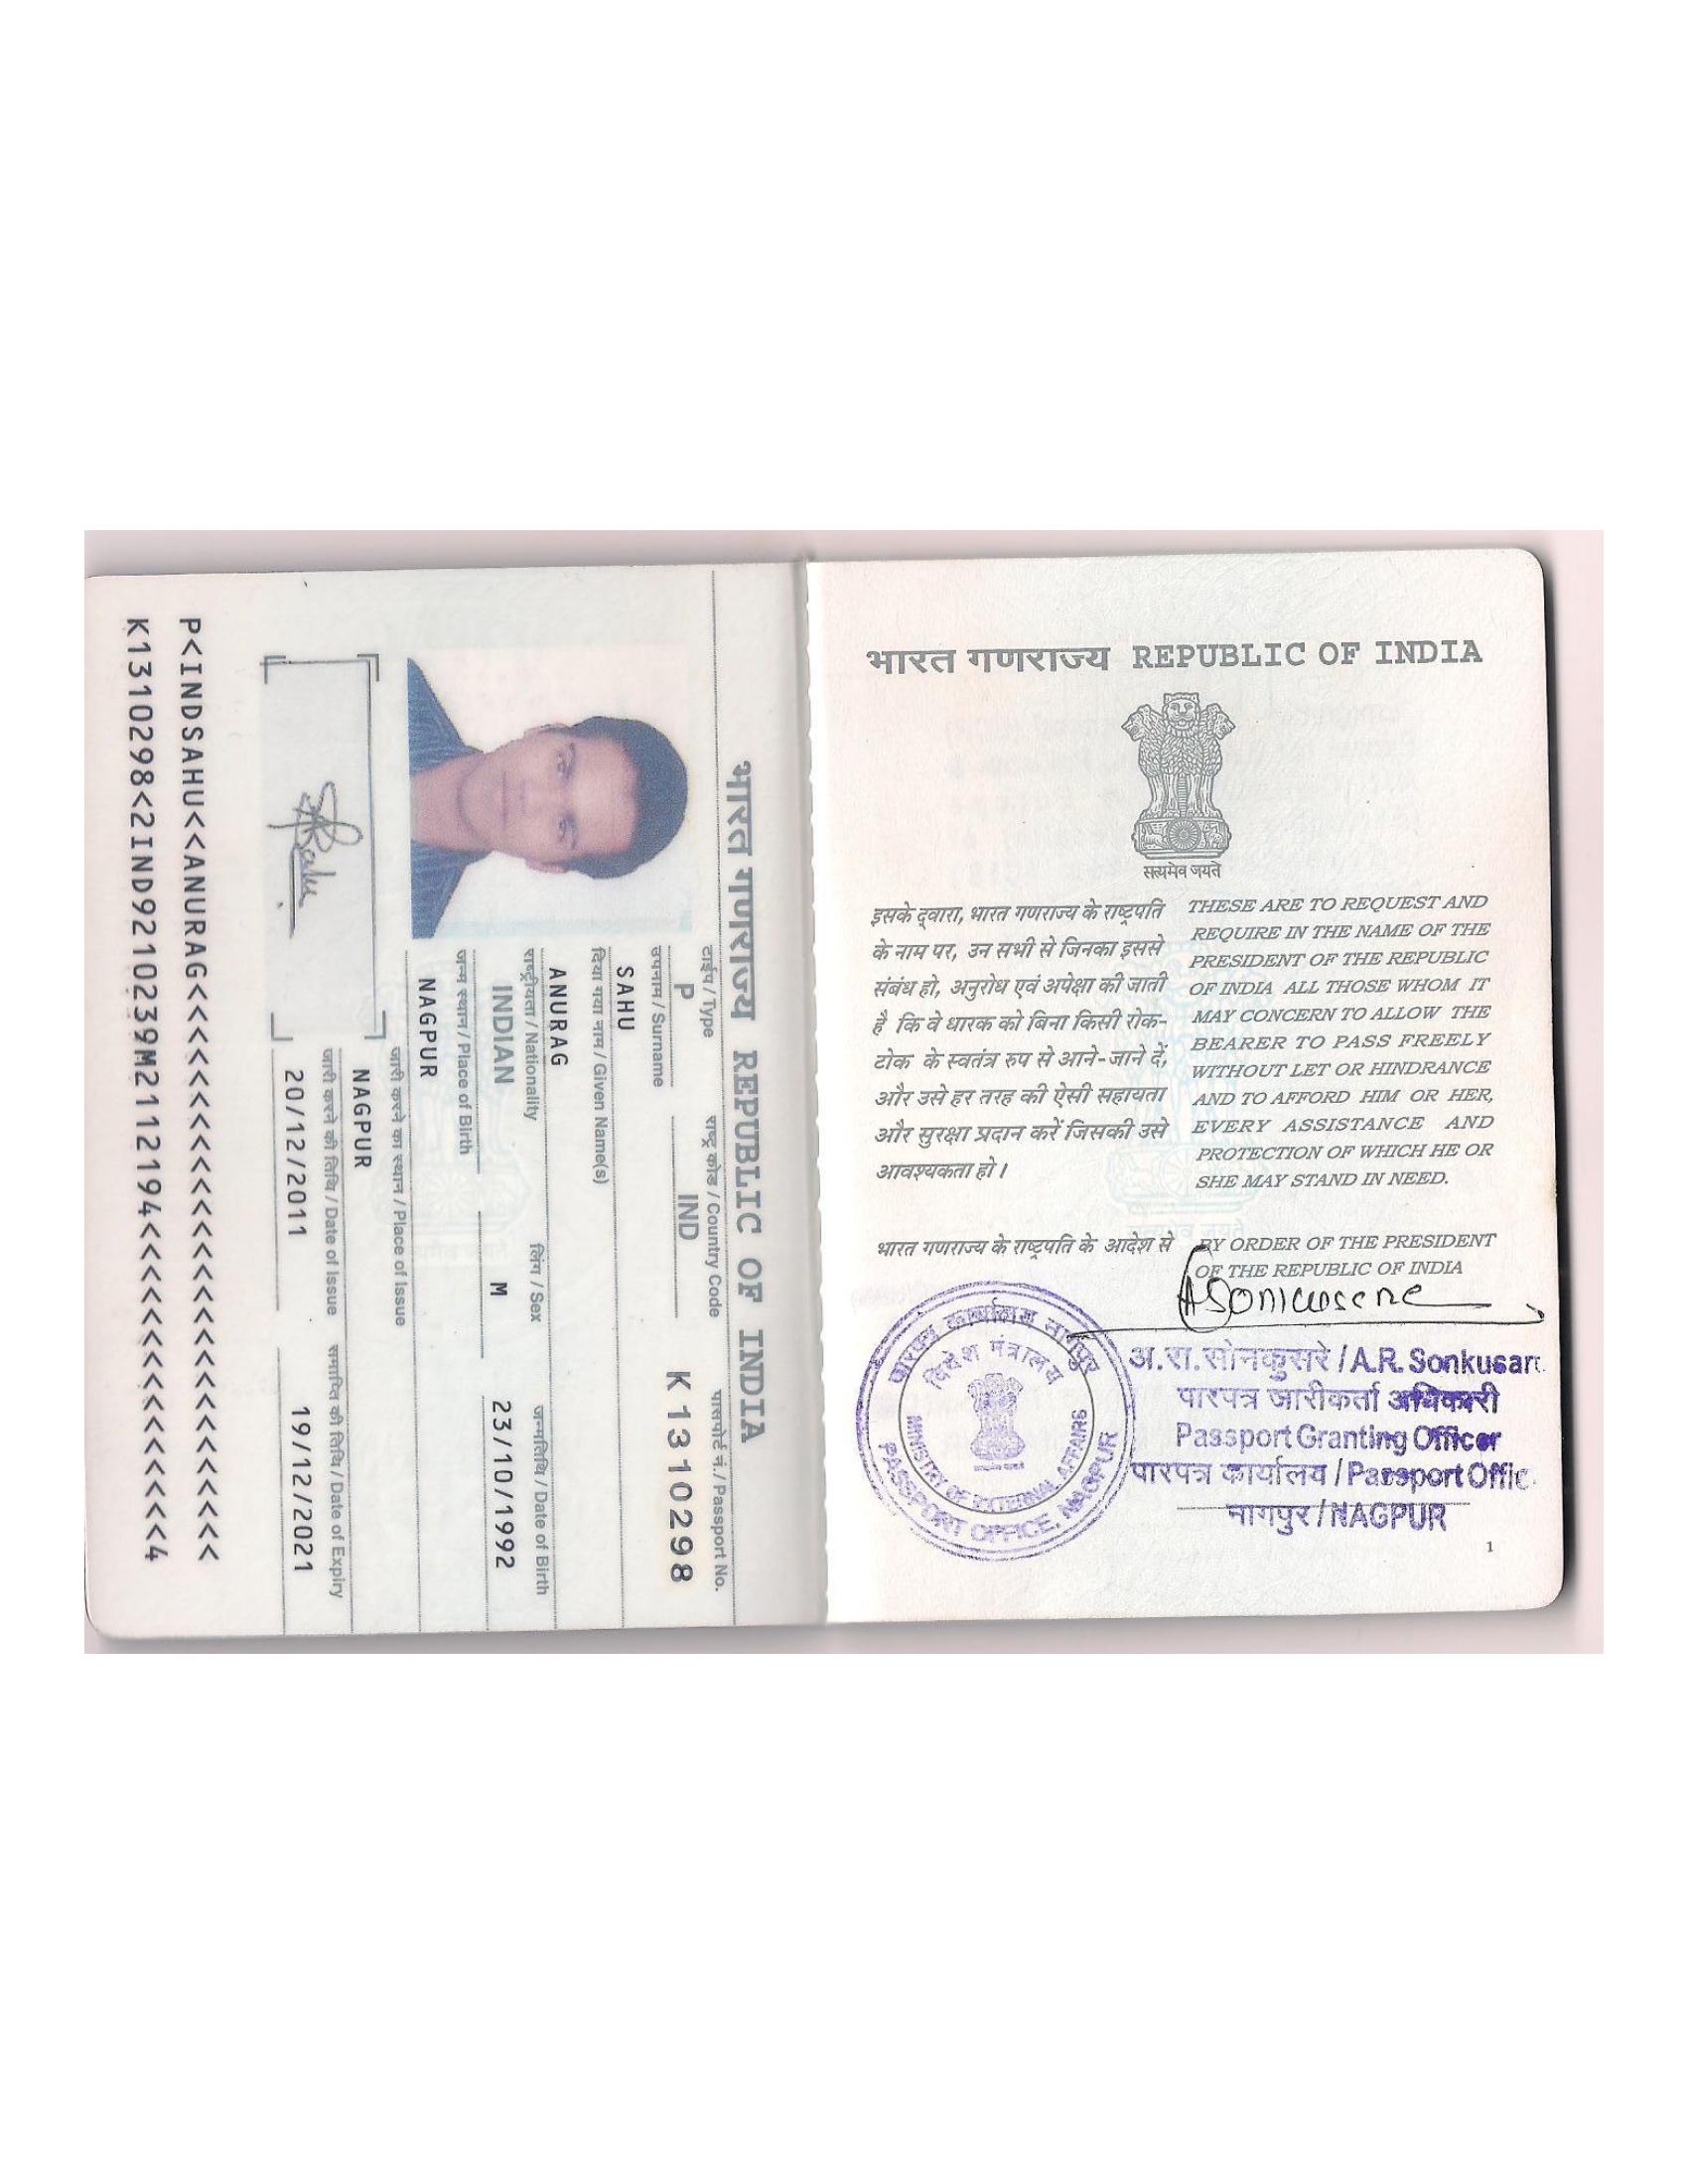 भारत गणराज्य REPUBLIC OF INDIA
टाईप / Type
राष्ट्र कोड / Country Code
पासपोर्ट नं. / Passport No.
P
IND
K1310298
उपनाम / Surname
SAHU
दिया गया नाम / Given Name(s)
ANURAG
राष्ट्रीयता / Nationality
लिंग / Sex
जन्मतिथि / Date of Birth
INDIAN
M
23/10/1992
जन्म स्थान / Place of Birth
NAGPUR
जारी करने का स्थान / Place of Issue
NAGPUR
जारी करने की तिथि / Date of Issue
समाप्ति की तिथि / Date of Expiry
20/12/2011
19/12/2021
P<INDSAHU<<ANURAG<<<<<<<<<<<<<<<<<<<<<<<<<<<
K1310298<2IND9210239M2112194<<<<<<<<<<<<<<<4
भारत गणराज्य REPUBLIC OF INDIA
सत्यमेव जयते
इसके द्वारा, भारत गणराज्य के राष्ट्रपति
के नाम पर, उन सभी से जिनका इससे
संबंध हो, अनुरोध एवं अपेक्षा की जाती
है कि वे धारक को बिना किसी रोक-
टोक के स्वतंत्र रुप से आने-जाने दें,
और उसे हर तरह की ऐसी सहायता
और सुरक्षा प्रदान करें जिसकी उसे
आवश्यकता हो।
THESE ARE TO REQUEST AND
REQUIRE IN THE NAME OF THE
PRESIDENT OF THE REPUBLIC
OF INDIA ALL THOSE WHOM IT
MAY CONCERN TO ALLOW THE
BEARER TO PASS FREELY
WITHOUT LET OR HINDRANCE
AND TO AFFORD HIM OR HER,
EVERY ASSISTANCE AND
PROTECTION OF WHICH HE OR
SHE MAY STAND IN NEED.
भारत गणराज्य के राष्ट्रपति के आदेश से
BY ORDER OF THE PRESIDENT
OF THE REPUBLIC OF INDIA
पारपत्र कार्यालय नागपुर
विदेश मंत्रालय
MINISTRY OF EXTERNAL AFFAIRS
PASSPORT OFFICE, NAGPUR
अ.रा.सोनकुसरे / A.R. Sonkusare
पारपत्र जारीकर्ता अधिकारी
Passport Granting Officer
पारपत्र कार्यालय / Passport Offic
नागपुर / NAGPUR
1